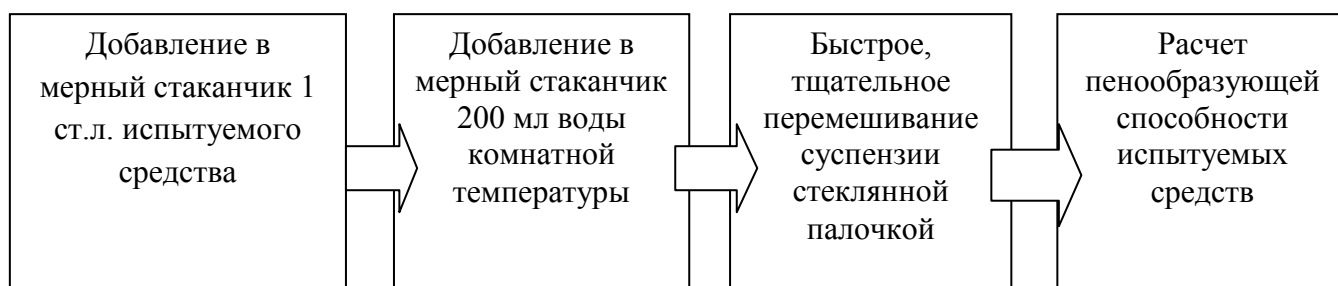 Добавление в
мерный стаканчик 1
ст.л. испытуемого
средства
Добавление в
мерный стаканчик
200 мл воды
комнатной
температуры
Быстрое,
тщательное
перемешивание
суспензии
стеклянной
палочкой
Расчет
пенообразующей
способности
испытуемых
средств